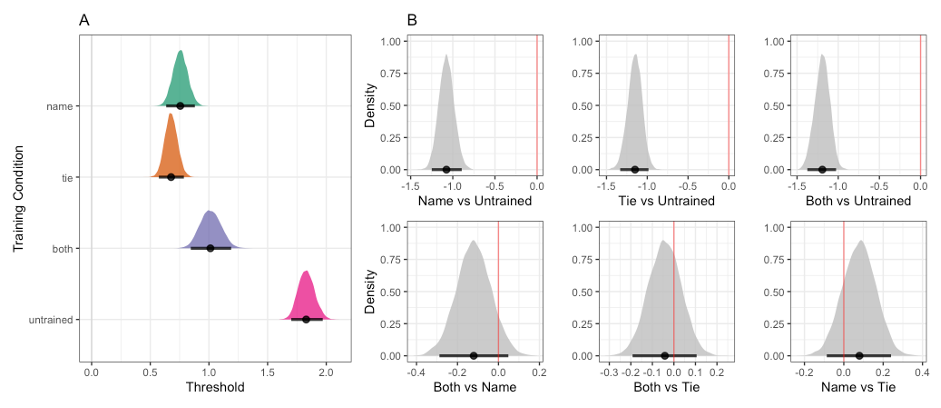 A
Training Condition
name
tie
both
untrained
0.0 0.5 1.0 1.5 2.0
Threshold
B
Density
1.00
0.75
0.50
0.25
0.00
-1.5 -1.0 -0.5 0.0
Name vs Untrained
1.00
0.75
0.50
0.25
0.00
-1.5 -1.0 -0.5 0.0
Tie vs Untrained
1.00
0.75
0.50
0.25
0.00
-1.5 -1.0 -0.5 0.0
Both vs Untrained
Density
1.00
0.75
0.50
0.25
0.00
-0.4 -0.2 0.0 0.2
Both vs Name
1.00
0.75
0.50
0.25
0.00
-0.3 -0.2 -0.1 0.0 0.1 0.2
Both vs Tie
1.00
0.75
0.50
0.25
0.00
-0.2 0.0 0.2 0.4
Name vs Tie